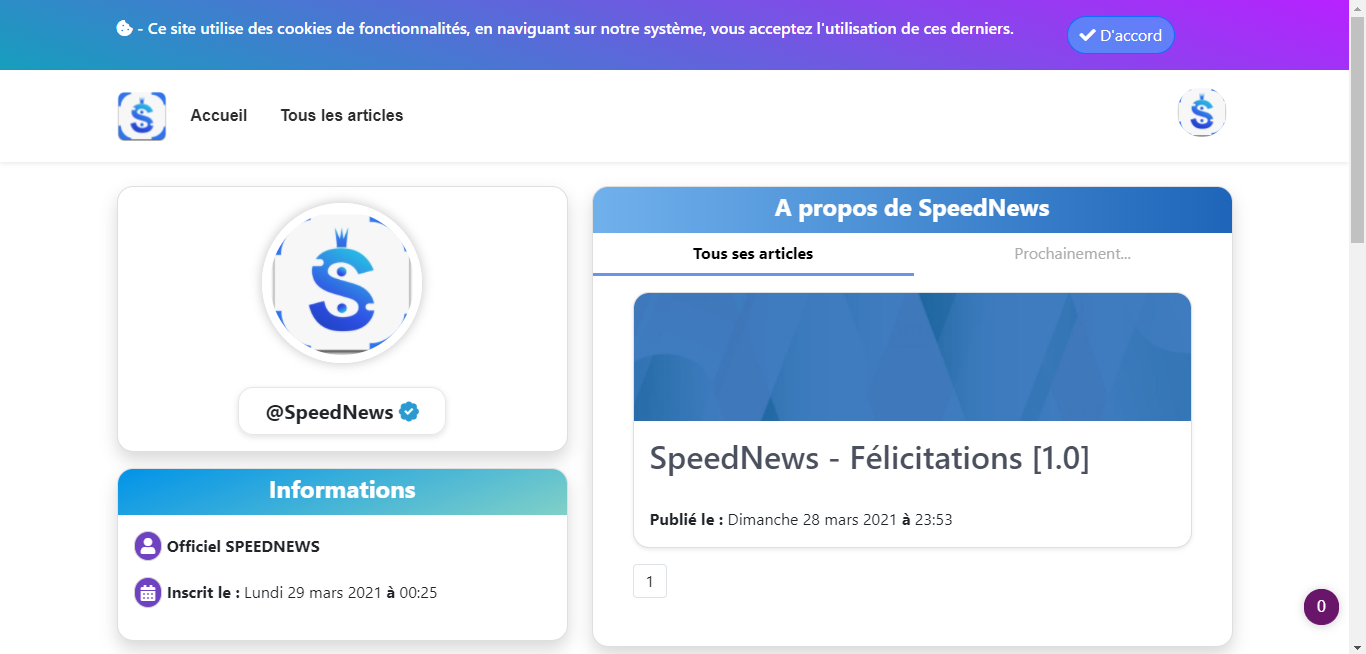 - Ce site utilise des cookies de fonctionnalités, en naviguant sur notre système, vous acceptez l'utilisation de ces derniers.
D'accord
Accueil
Tous les articles
@SpeedNews
Informations
Officiel SPEEDNEWS
Inscrit le : Lundi 29 mars 2021 à 00:25
A propos de SpeedNews
Tous ses articles
Prochainement...
SpeedNews - Félicitations [1.0]
Publié le : Dimanche 28 mars 2021 à 23:53
1
0